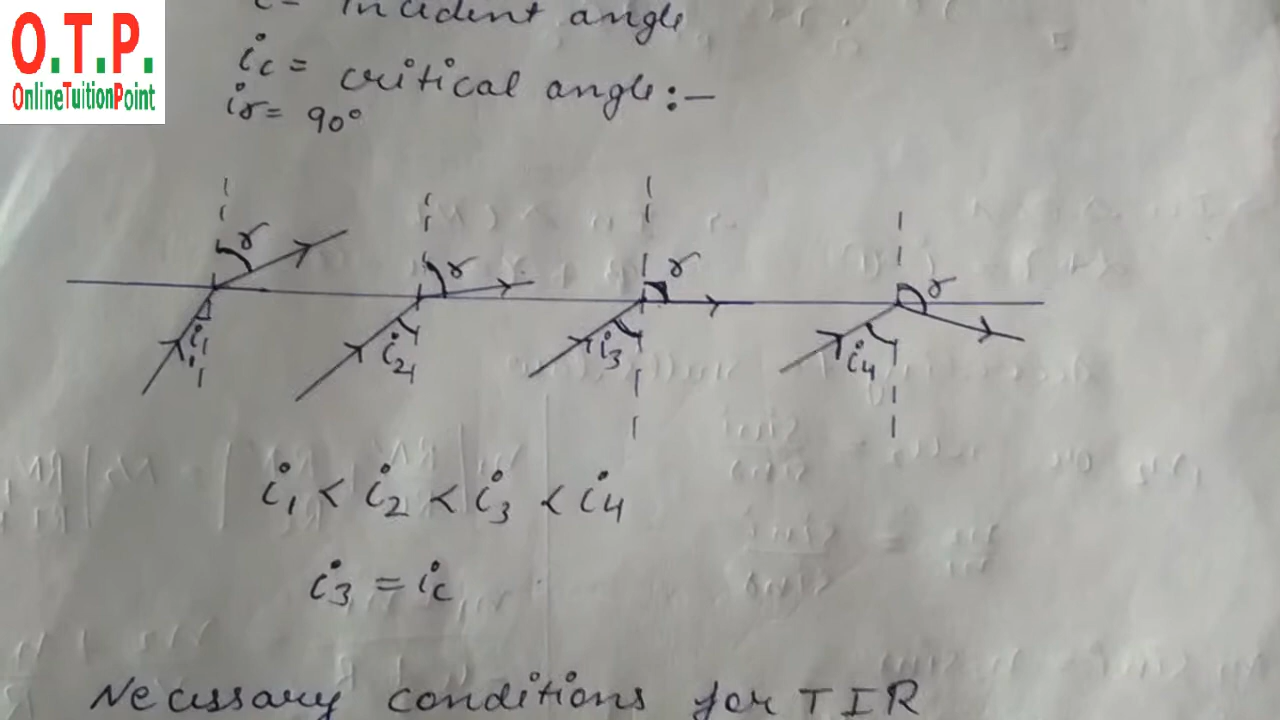 O.T.P.
OnlineTuitionPoint
i = Incident angle
ic = critical angle:-
ir = 90°
r r r r
i1 i2 i3 i4
i1 < i2 < i3 < i4
i3 = ic
Necessary conditions for TIR